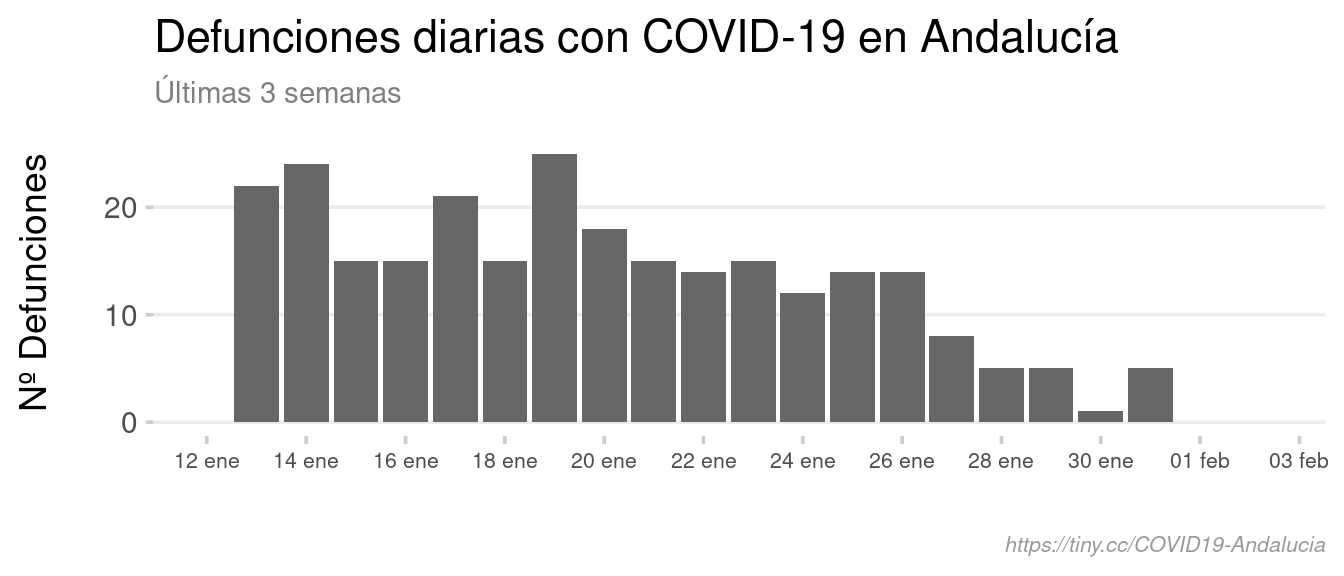 Defunciones diarias con COVID-19 en Andalucía
Últimas 3 semanas
Nº Defunciones
20
10
0
12 ene 14 ene 16 ene 18 ene 20 ene 22 ene 24 ene 26 ene 28 ene 30 ene 01 feb 03 feb
https://tiny.cc/COVID19-Andalucia